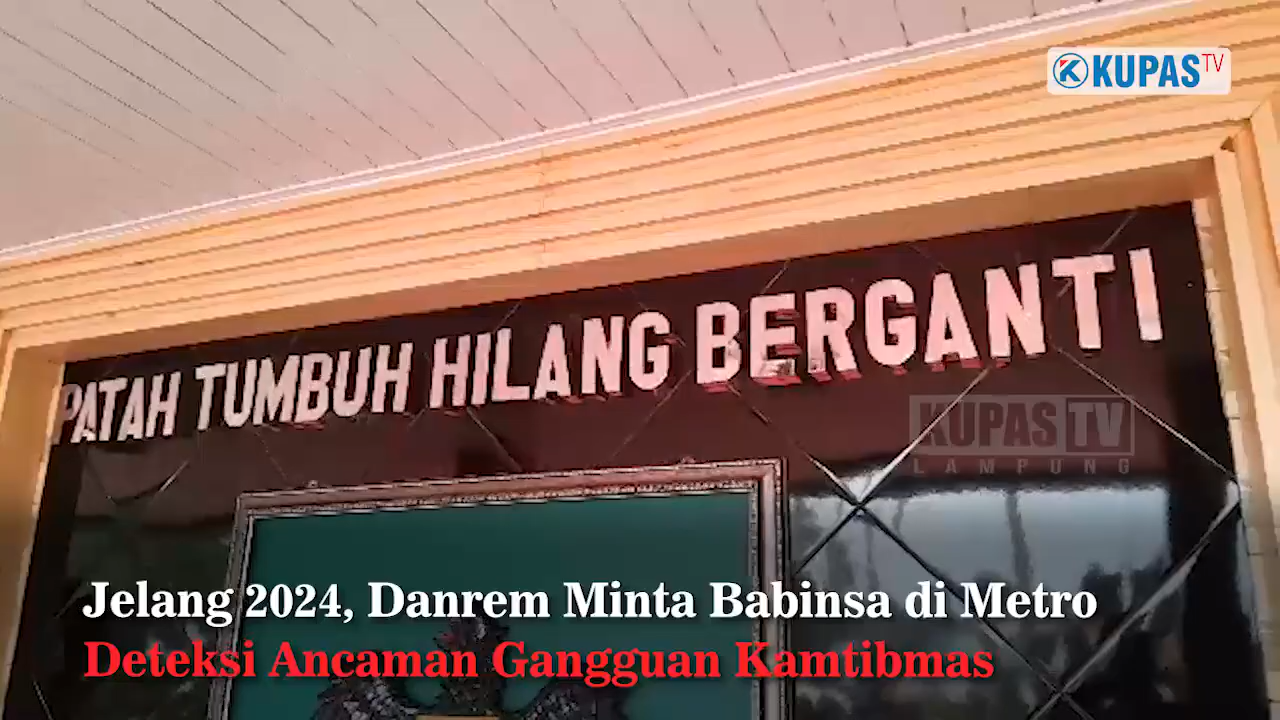 KUPAS TV
PATAH TUMBUH HILANG BERGANTI
KUPAS TV
LAMPUNG
Jelang 2024, Danrem Minta Babinsa di Metro
Deteksi Ancaman Gangguan Kamtibmas